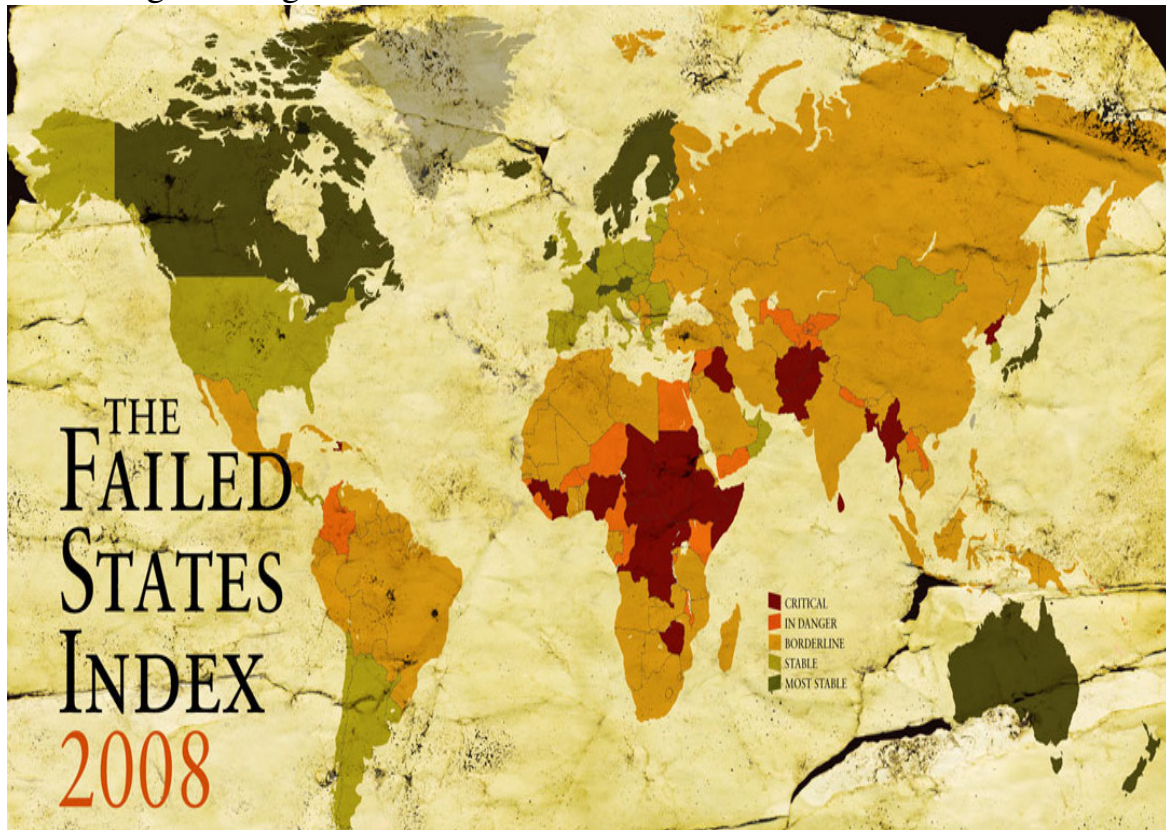 THE
FAILED
STATES
INDEX
2008
CRITICAL
IN DANGER
BORDERLINE
STABLE
MOST STABLE